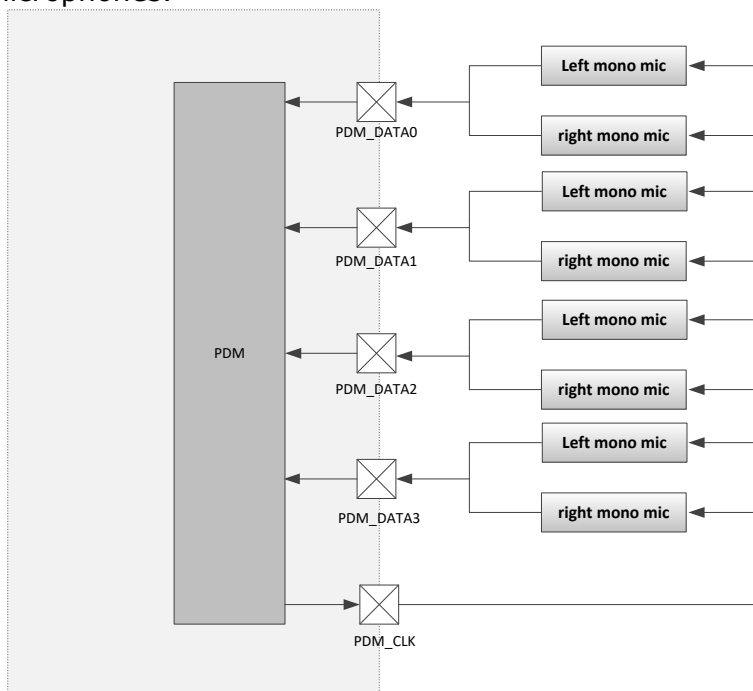 Left mono mic
PDM_DATA0
right mono mic
Left mono mic
PDM_DATA1
right mono mic
Left mono mic
PDM
PDM_DATA2
right mono mic
Left mono mic
PDM_DATA3
right mono mic
PDM_CLK